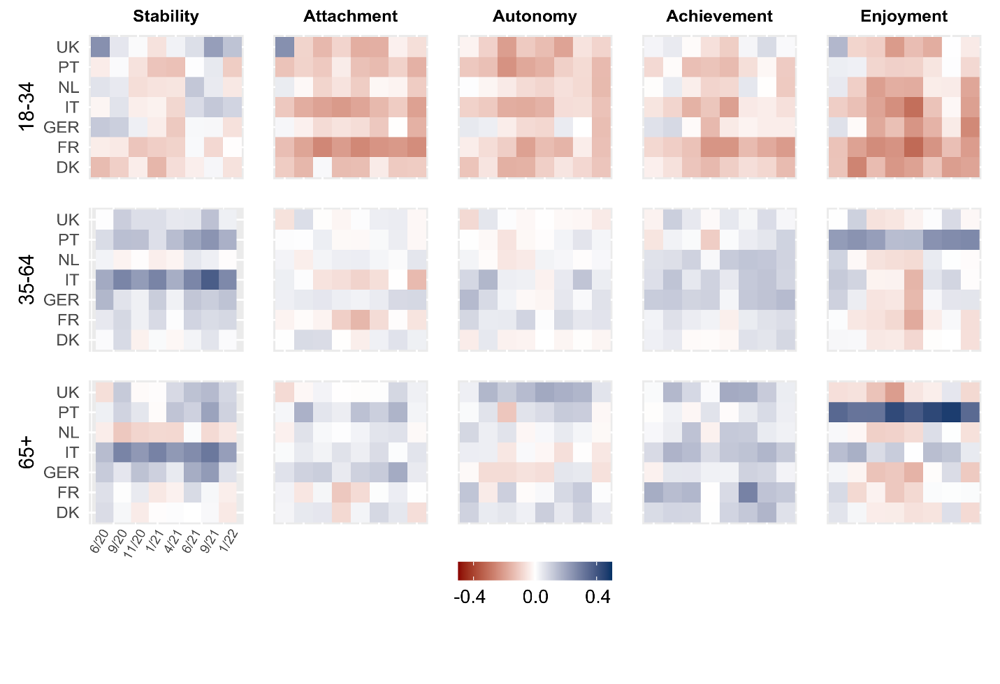 Stability Attachment Autonomy Achievement Enjoyment
18-34
UK
PT
NL
IT
GER
FR
DK
35-64
UK
PT
NL
IT
GER
FR
DK
65+
UK
PT
NL
IT
GER
FR
DK
6/20 9/20 11/20 1/21 4/21 6/21 9/21 1/22
-0.4 0.0 0.4